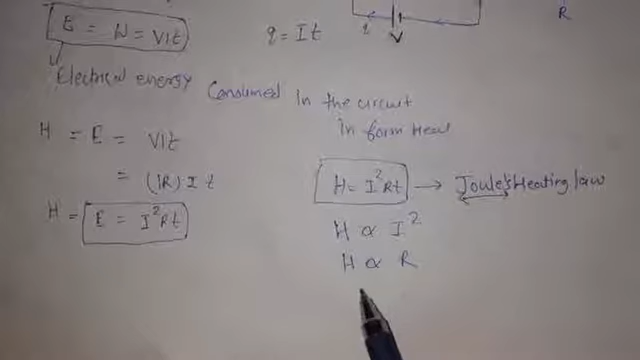 E = W = VIt
q = It
R
q
V
Electrical energy Consumed in the circuit
in form Heat
H = E = VIt
= (IR)·I t
H = E = I²Rt
H = I²Rt → Joule's Heating law
H ∝ I²
H ∝ R